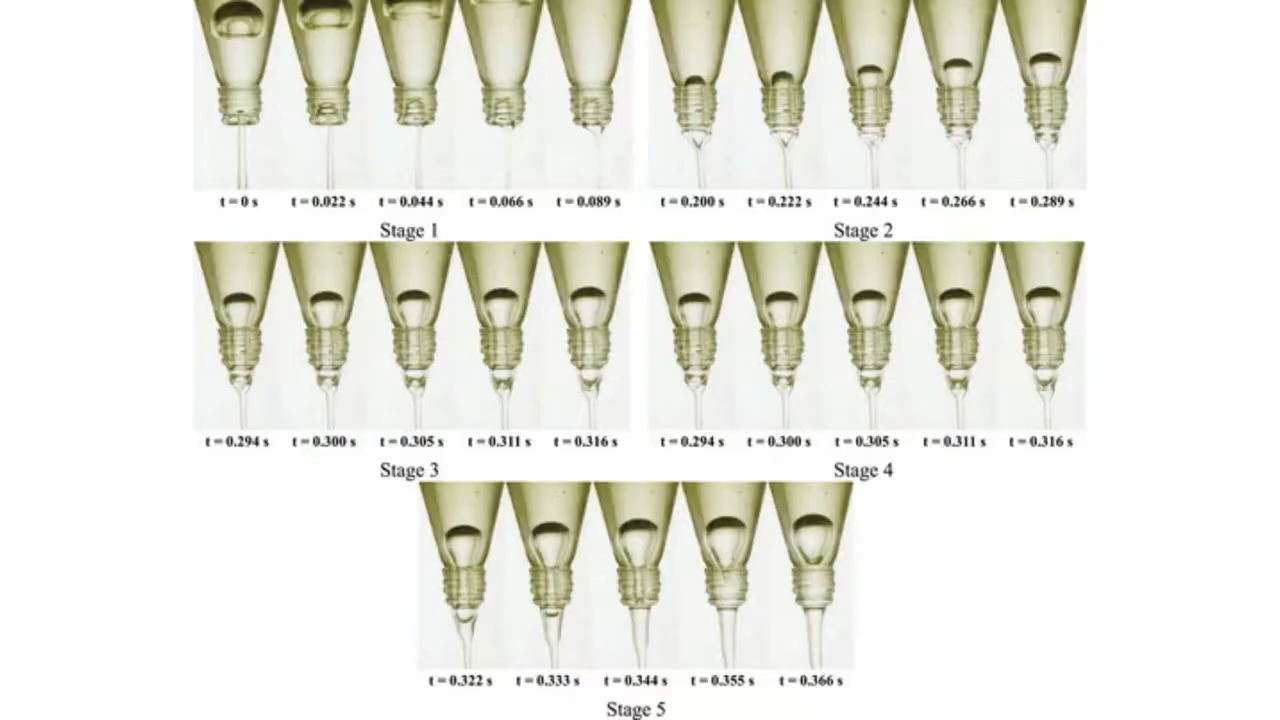 t = 0 s t = 0.022 s t = 0.044 s t = 0.066 s t = 0.089 s
Stage 1
t = 0.200 s t = 0.222 s t = 0.244 s t = 0.266 s t = 0.289 s
Stage 2
t = 0.294 s t = 0.300 s t = 0.305 s t = 0.311 s t = 0.316 s
Stage 3
t = 0.294 s t = 0.300 s t = 0.305 s t = 0.311 s t = 0.316 s
Stage 4
t = 0.322 s t = 0.333 s t = 0.344 s t = 0.355 s t = 0.366 s
Stage 5